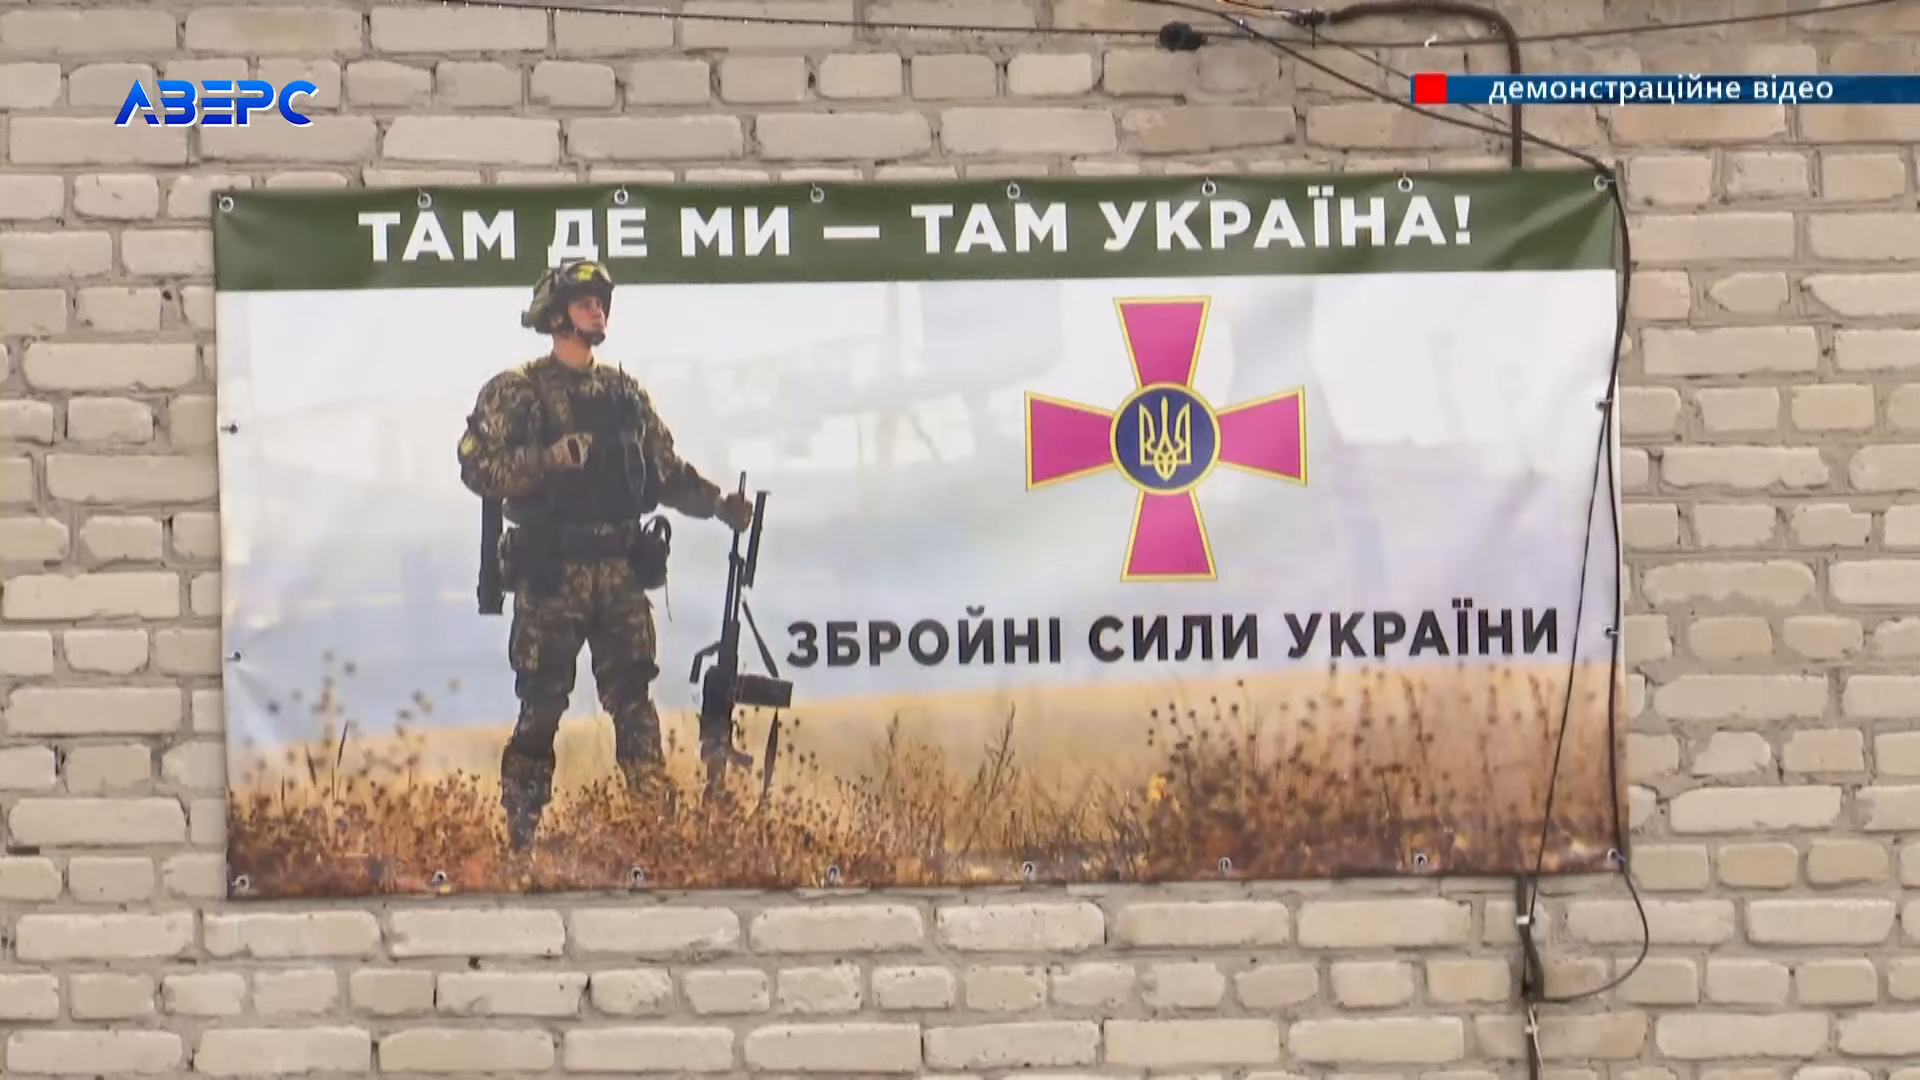 АВЕРС
демонстраційне відео
ТАМ ДЕ МИ — ТАМ УКРАЇНА!
ЗБРОЙНІ СИЛИ УКРАЇНИ